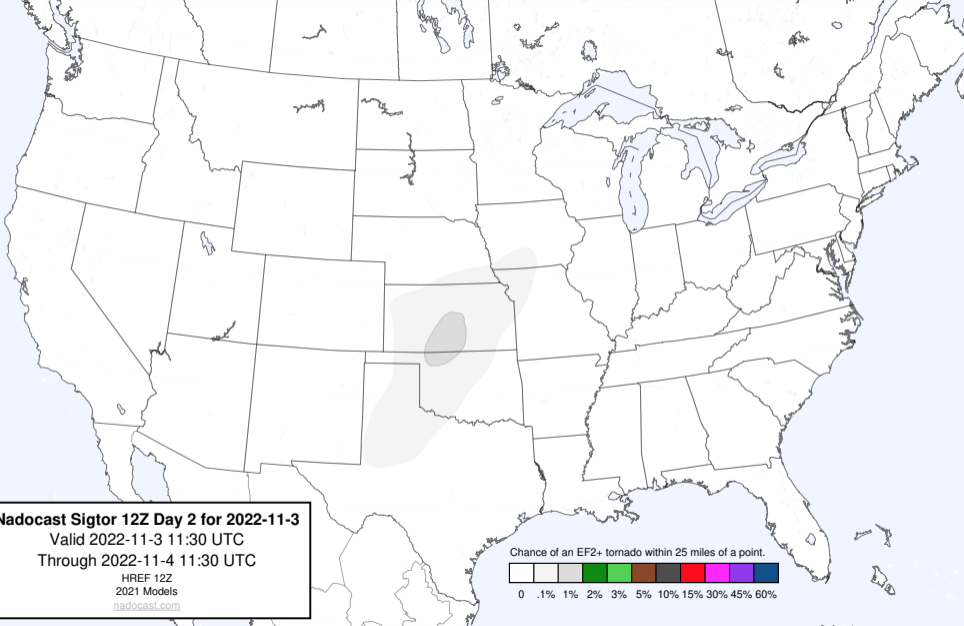 Nadocast Sigtor 12Z Day 2 for 2022-11-3
Valid 2022-11-3 11:30 UTC
Through 2022-11-4 11:30 UTC
HREF 12Z
2021 Models
nadocast.com
Chance of an EF2+ tornado within 25 miles of a point.
0 .1% 1% 2% 3% 5% 10% 15% 30% 45% 60%